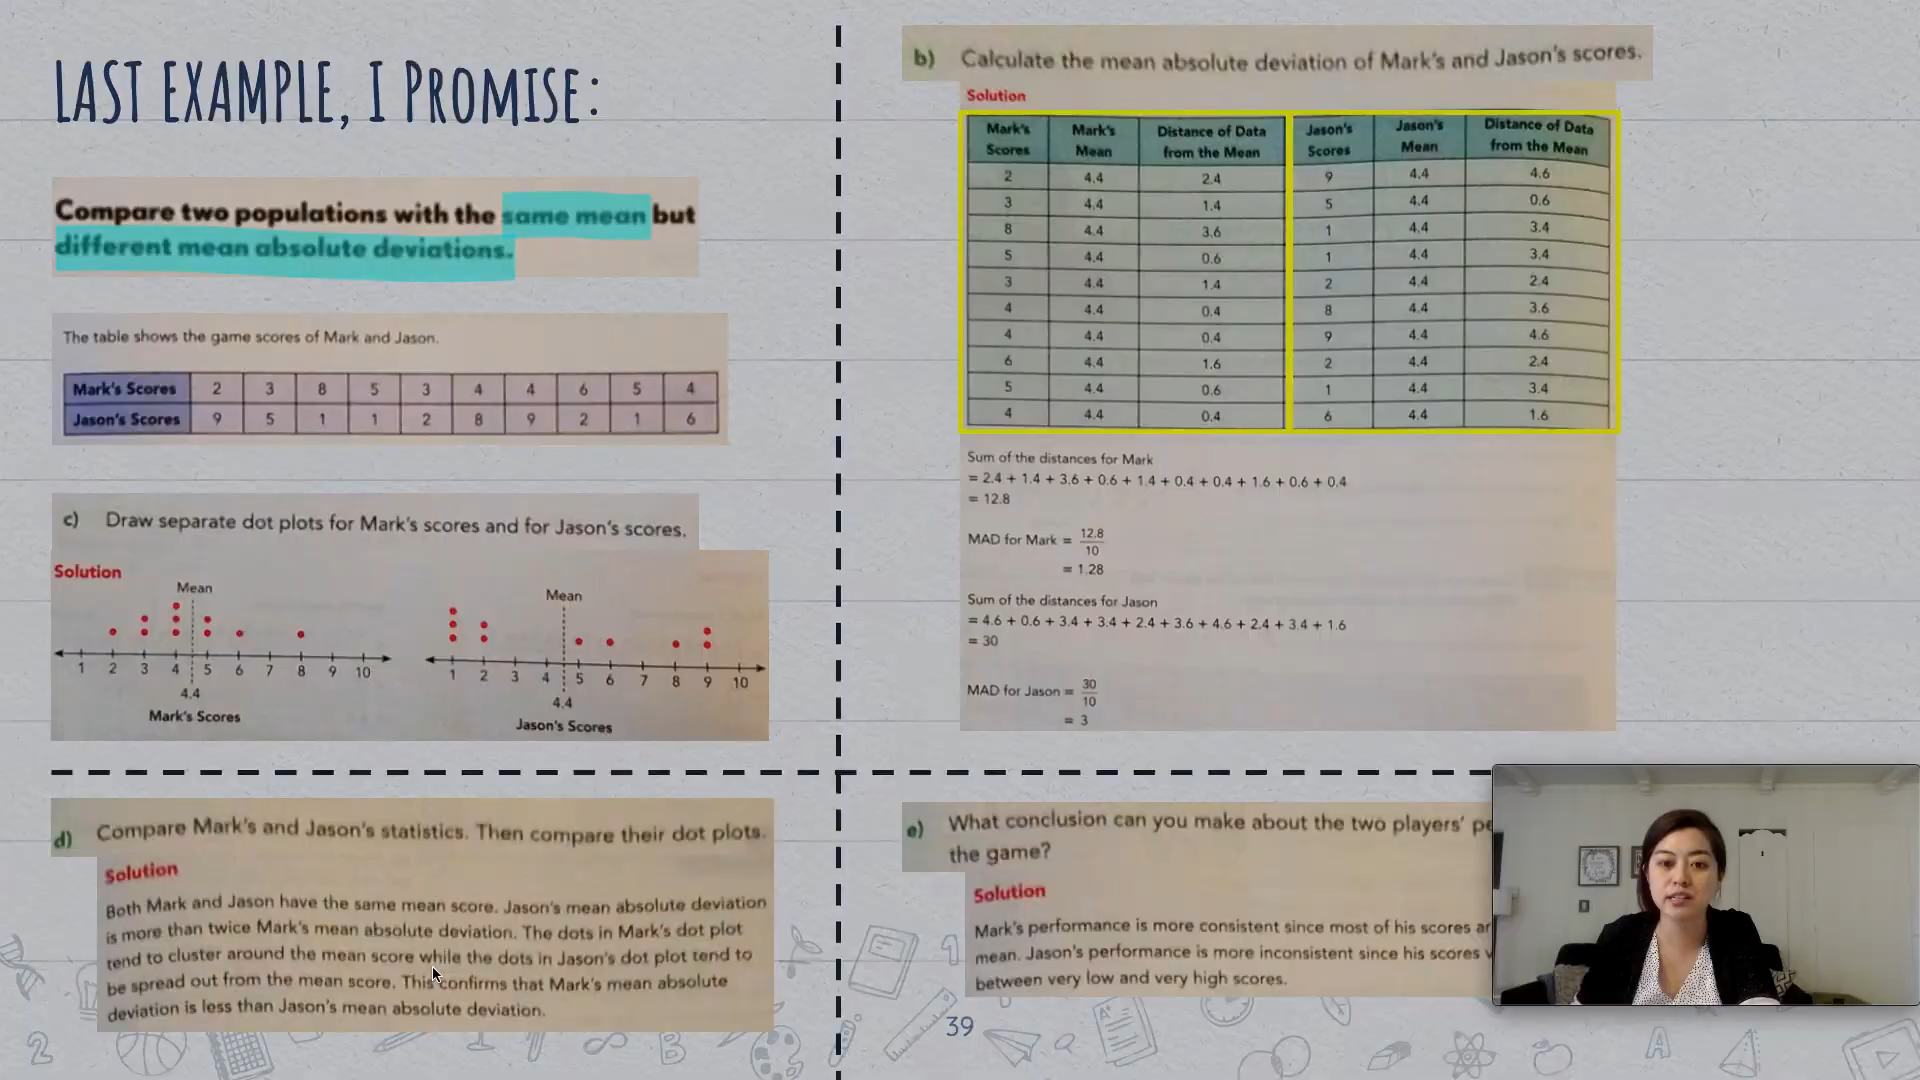 LAST EXAMPLE, I PROMISE:
Compare two populations with the same mean but
different mean absolute deviations.
The table shows the game scores of Mark and Jason.
Mark's Scores 2 3 8 5 3 4 4 6 5 4
Jason's Scores 9 5 1 1 2 8 9 2 1 6
c) Draw separate dot plots for Mark's scores and for Jason's scores.
Solution
Mean
1 2 3 4 5 6 7 8 9 10
4.4
Mark's Scores
Mean
1 2 3 4 5 6 7 8 9 10
4.4
Jason's Scores
b) Calculate the mean absolute deviation of Mark's and Jason's scores.
Solution
Mark's Scores Mark's Mean Distance of Data from the Mean Jason's Scores Jason's Mean Distance of Data from the Mean
2 4.4 2.4 9 4.4 4.6
3 4.4 1.4 5 4.4 0.6
8 4.4 3.6 1 4.4 3.4
5 4.4 0.6 1 4.4 3.4
3 4.4 1.4 2 4.4 2.4
4 4.4 0.4 8 4.4 3.6
4 4.4 0.4 9 4.4 4.6
6 4.4 1.6 2 4.4 2.4
5 4.4 0.6 1 4.4 3.4
4 4.4 0.4 6 4.4 1.6
Sum of the distances for Mark
= 2.4 + 1.4 + 3.6 + 0.6 + 1.4 + 0.4 + 0.4 + 1.6 + 0.6 + 0.4
= 12.8
MAD for Mark = 12.8
10
= 1.28
Sum of the distances for Jason
= 4.6 + 0.6 + 3.4 + 3.4 + 2.4 + 3.6 + 4.6 + 2.4 + 3.4 + 1.6
= 30
MAD for Jason = 30
10
= 3
d) Compare Mark's and Jason's statistics. Then compare their dot plots.
Solution
Both Mark and Jason have the same mean score. Jason's mean absolute deviation
is more than twice Mark's mean absolute deviation. The dots in Mark's dot plot
tend to cluster around the mean score while the dots in Jason's dot plot tend to
be spread out from the mean score. This confirms that Mark's mean absolute
deviation is less than Jason's mean absolute deviation.
e) What conclusion can you make about the two players'
the game?
Solution
Mark's performance is more consistent since most of his scores
mean. Jason's performance is more inconsistent since his scores
between very low and very high scores.
39